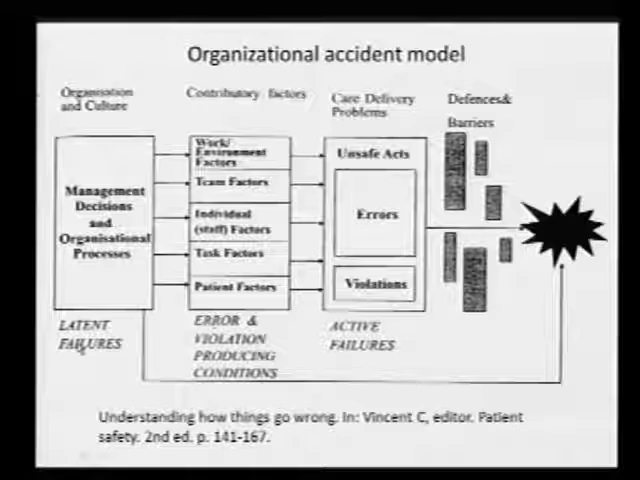 Organizational accident model
Organisation
and Culture
Contributory factors
Care Delivery
Problems
Defences&
Barriers
Management
Decisions
and
Organisational
Processes
Work/
Environment
Factors
Team Factors
Individual
(staff) Factors
Task Factors
Patient Factors
Unsafe Acts
Errors
Violations
LATENT
FAILURES
ERROR &
VIOLATION
PRODUCING
CONDITIONS
ACTIVE
FAILURES
Understanding how things go wrong. In: Vincent C, editor. Patient
safety. 2nd ed. p. 141-167.